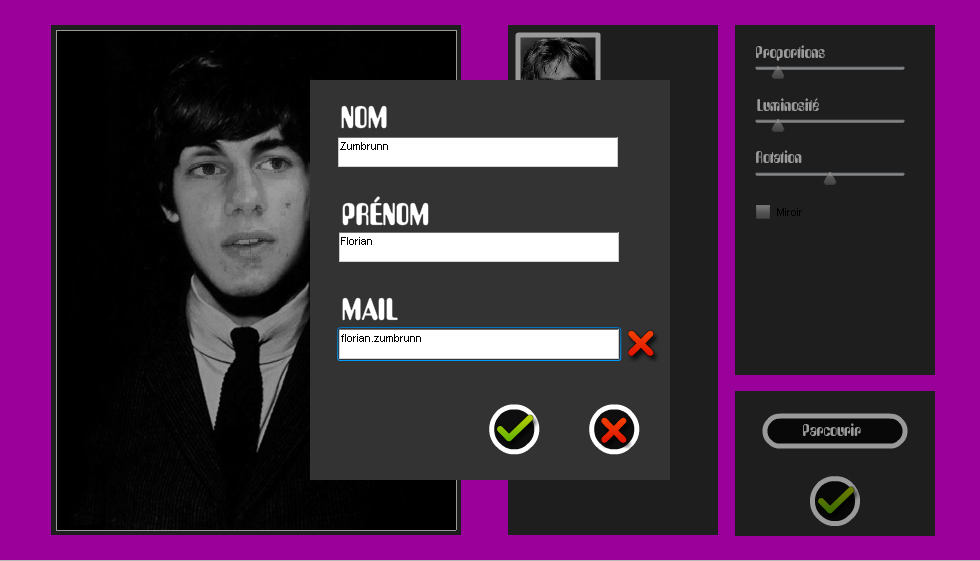 NOM
Zumbrunn
PRÉNOM
Florian
MAIL
florian.zumbrunn
Proportions
Luminosité
Rotation
Miroir
Parcourir